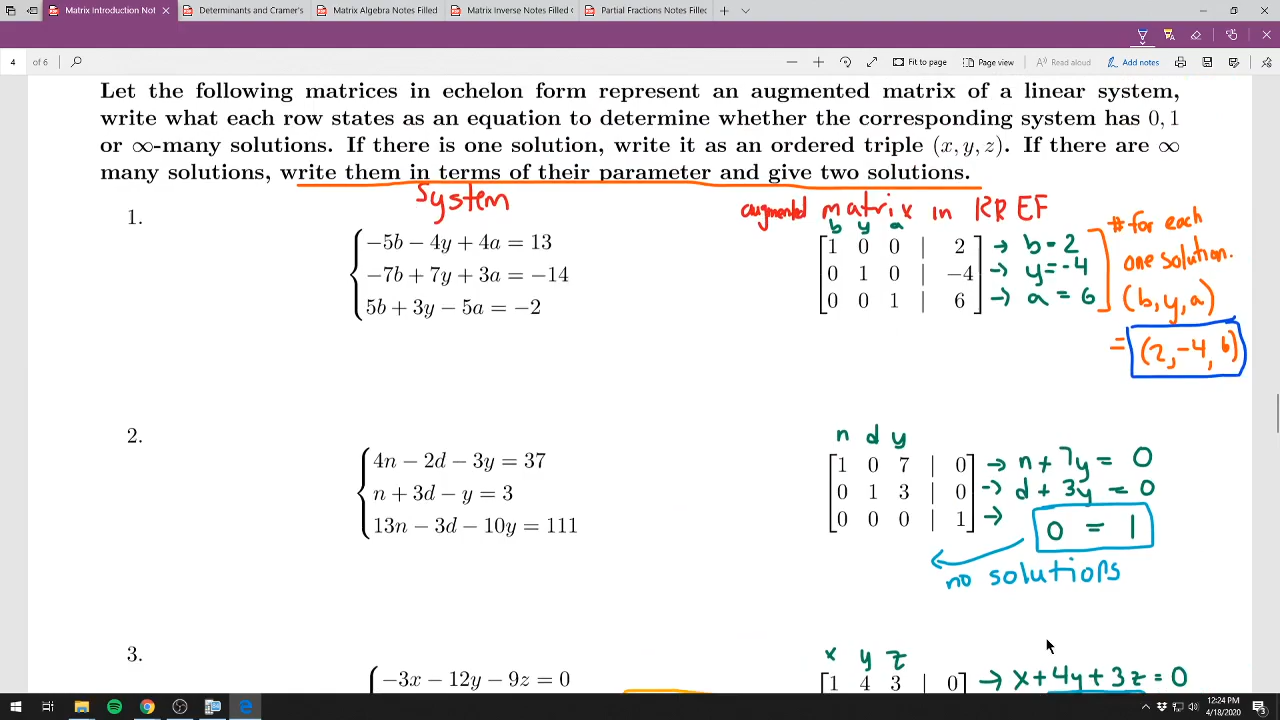 Matrix Introduction Not
Determinants and Cramer's
Matrix Algebra Notes Filled
Matrix Inverse Notes Filled
Partial Fractions Notes Filled
4 of 6
Fit to page
Page view
Read aloud
Add notes
Let the following matrices in echelon form represent an augmented matrix of a linear system,
write what each row states as an equation to determine whether the corresponding system has 0, 1
or ∞-many solutions. If there is one solution, write it as an ordered triple (x, y, z). If there are ∞
many solutions, write them in terms of their parameter and give two solutions.
System
augmented matrix in RREF
1.
−5b − 4y + 4a = 13
−7b + 7y + 3a = −14
5b + 3y − 5a = −2
b y a
1 0 0 | 2 → b = 2
0 1 0 | −4 → y = -4
0 0 1 | 6 → a = 6
# for each
one solution.
(b, y, a)
= (2, -4, 6)
2.
4n − 2d − 3y = 37
n + 3d − y = 3
13n − 3d − 10y = 111
n d y
1 0 7 | 0 → n + 7y = 0
0 1 3 | 0 → d + 3y = 0
0 0 0 | 1 → 0 = 1
no solutions
3.
−3x − 12y − 9z = 0
x y z
1 4 3 | 0 → x + 4y + 3z = 0
12:24 PM
4/18/2020